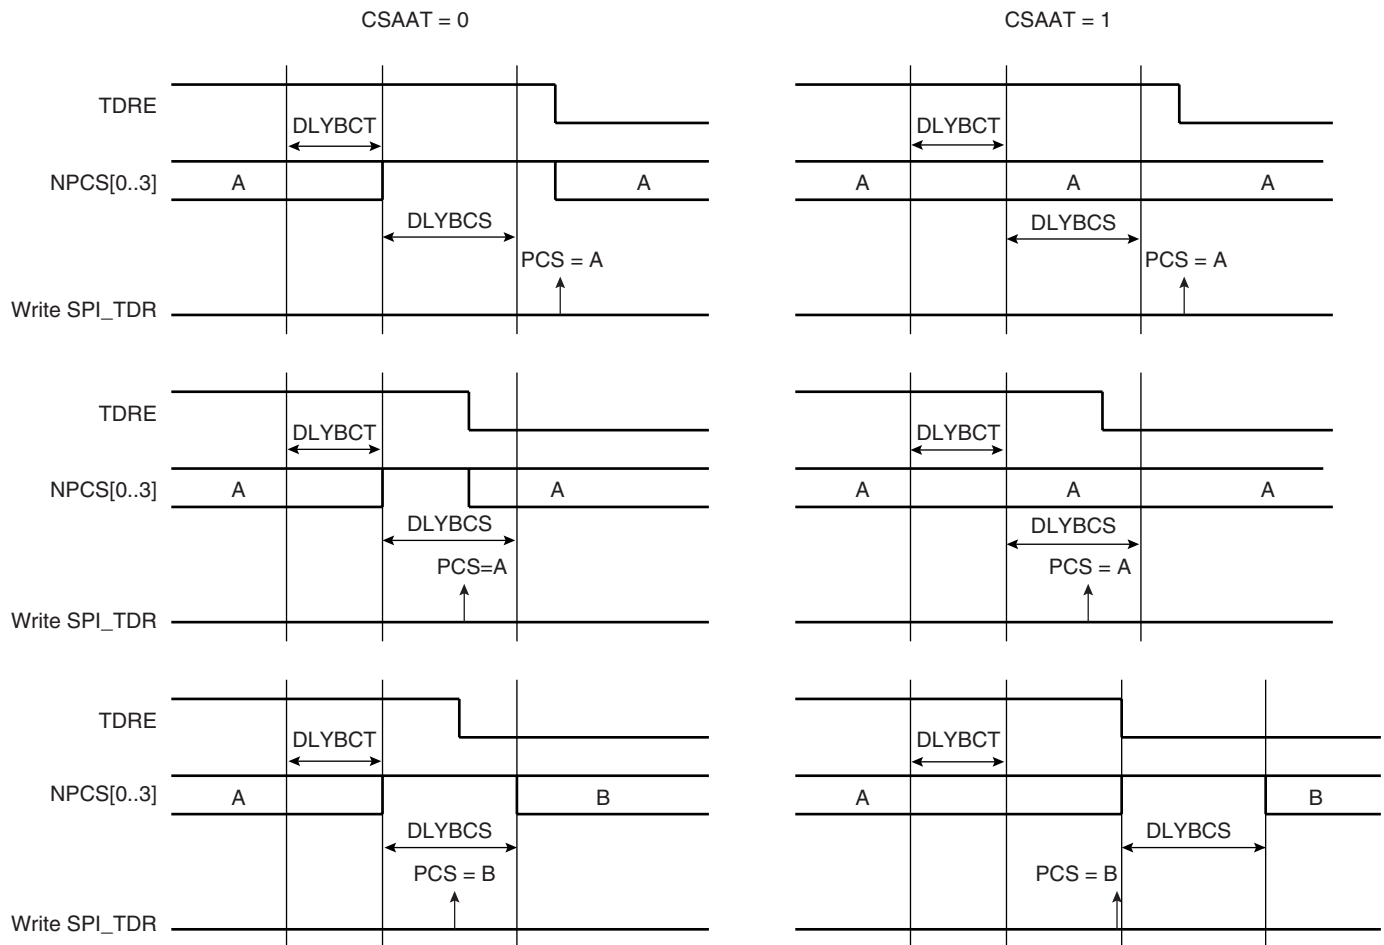 CSAAT = 0 CSAAT = 1
TDRE
DLYBCT DLYBCT
NPCS[0..3] A A A A A
DLYBCS DLYBCS
PCS = A PCS = A
Write SPI_TDR
TDRE
DLYBCT DLYBCT
NPCS[0..3] A A A A A
DLYBCS DLYBCS
PCS=A PCS = A
Write SPI_TDR
TDRE
DLYBCT DLYBCT
NPCS[0..3] A B A B
DLYBCS DLYBCS
PCS = B PCS = B
Write SPI_TDR